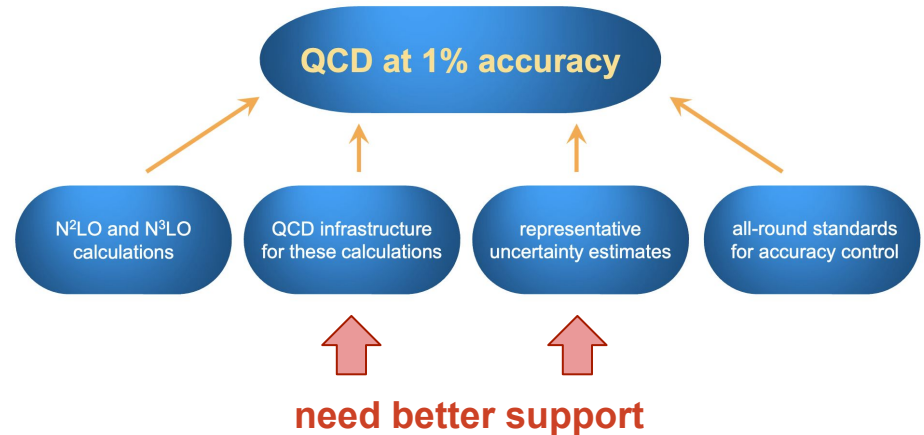 QCD at 1% accuracy
N²LO and N³LO
calculations
QCD infrastructure
for these calculations
representative
uncertainty estimates
all-round standards
for accuracy control
need better support